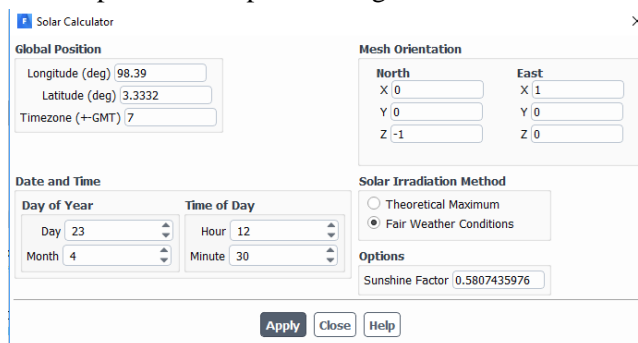 Solar Calculator
Global Position
Longitude (deg) 98.39
Latitude (deg) 3.3332
Timezone (+-GMT) 7
Mesh Orientation
North
X 0
Y 0
Z -1
East
X 1
Y 0
Z 0
Date and Time
Day of Year
Day 23
Month 4
Time of Day
Hour 12
Minute 30
Solar Irradiation Method
Theoretical Maximum
Fair Weather Conditions
Options
Sunshine Factor 0.5807435976
Apply Close Help